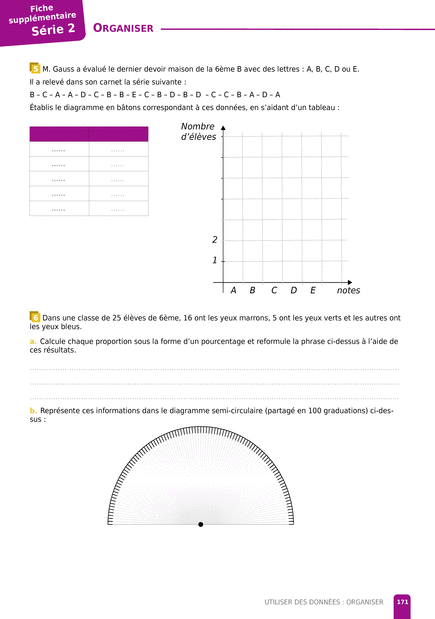 Fiche
supplémentaire
Série 2
ORGANISER
5 M. Gauss a évalué le dernier devoir maison de la 6ème B avec des lettres : A, B, C, D ou E.
Il a relevé dans son carnet la série suivante :
B – C – A – A – D – C – B – B – E – C – B – D – B – D – C – C – B – A – D – A
Établis le diagramme en bâtons correspondant à ces données, en s'aidant d'un tableau :
Nombre
d'élèves
...... ......
...... ......
...... ......
...... ......
...... ......
2
1
A B C D E notes
6 Dans une classe de 25 élèves de 6ème, 16 ont les yeux marrons, 5 ont les yeux verts et les autres ont
les yeux bleus.
a. Calcule chaque proportion sous la forme d'un pourcentage et reformule la phrase ci-dessus à l'aide de
ces résultats.
b. Représente ces informations dans le diagramme semi-circulaire (partagé en 100 graduations) ci-des-
sus :
UTILISER DES DONNÉES : ORGANISER 171